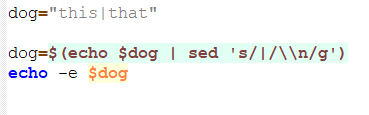 dog="this|that"
dog=$(echo $dog | sed 's/|/\\n/g')
echo -e $dog